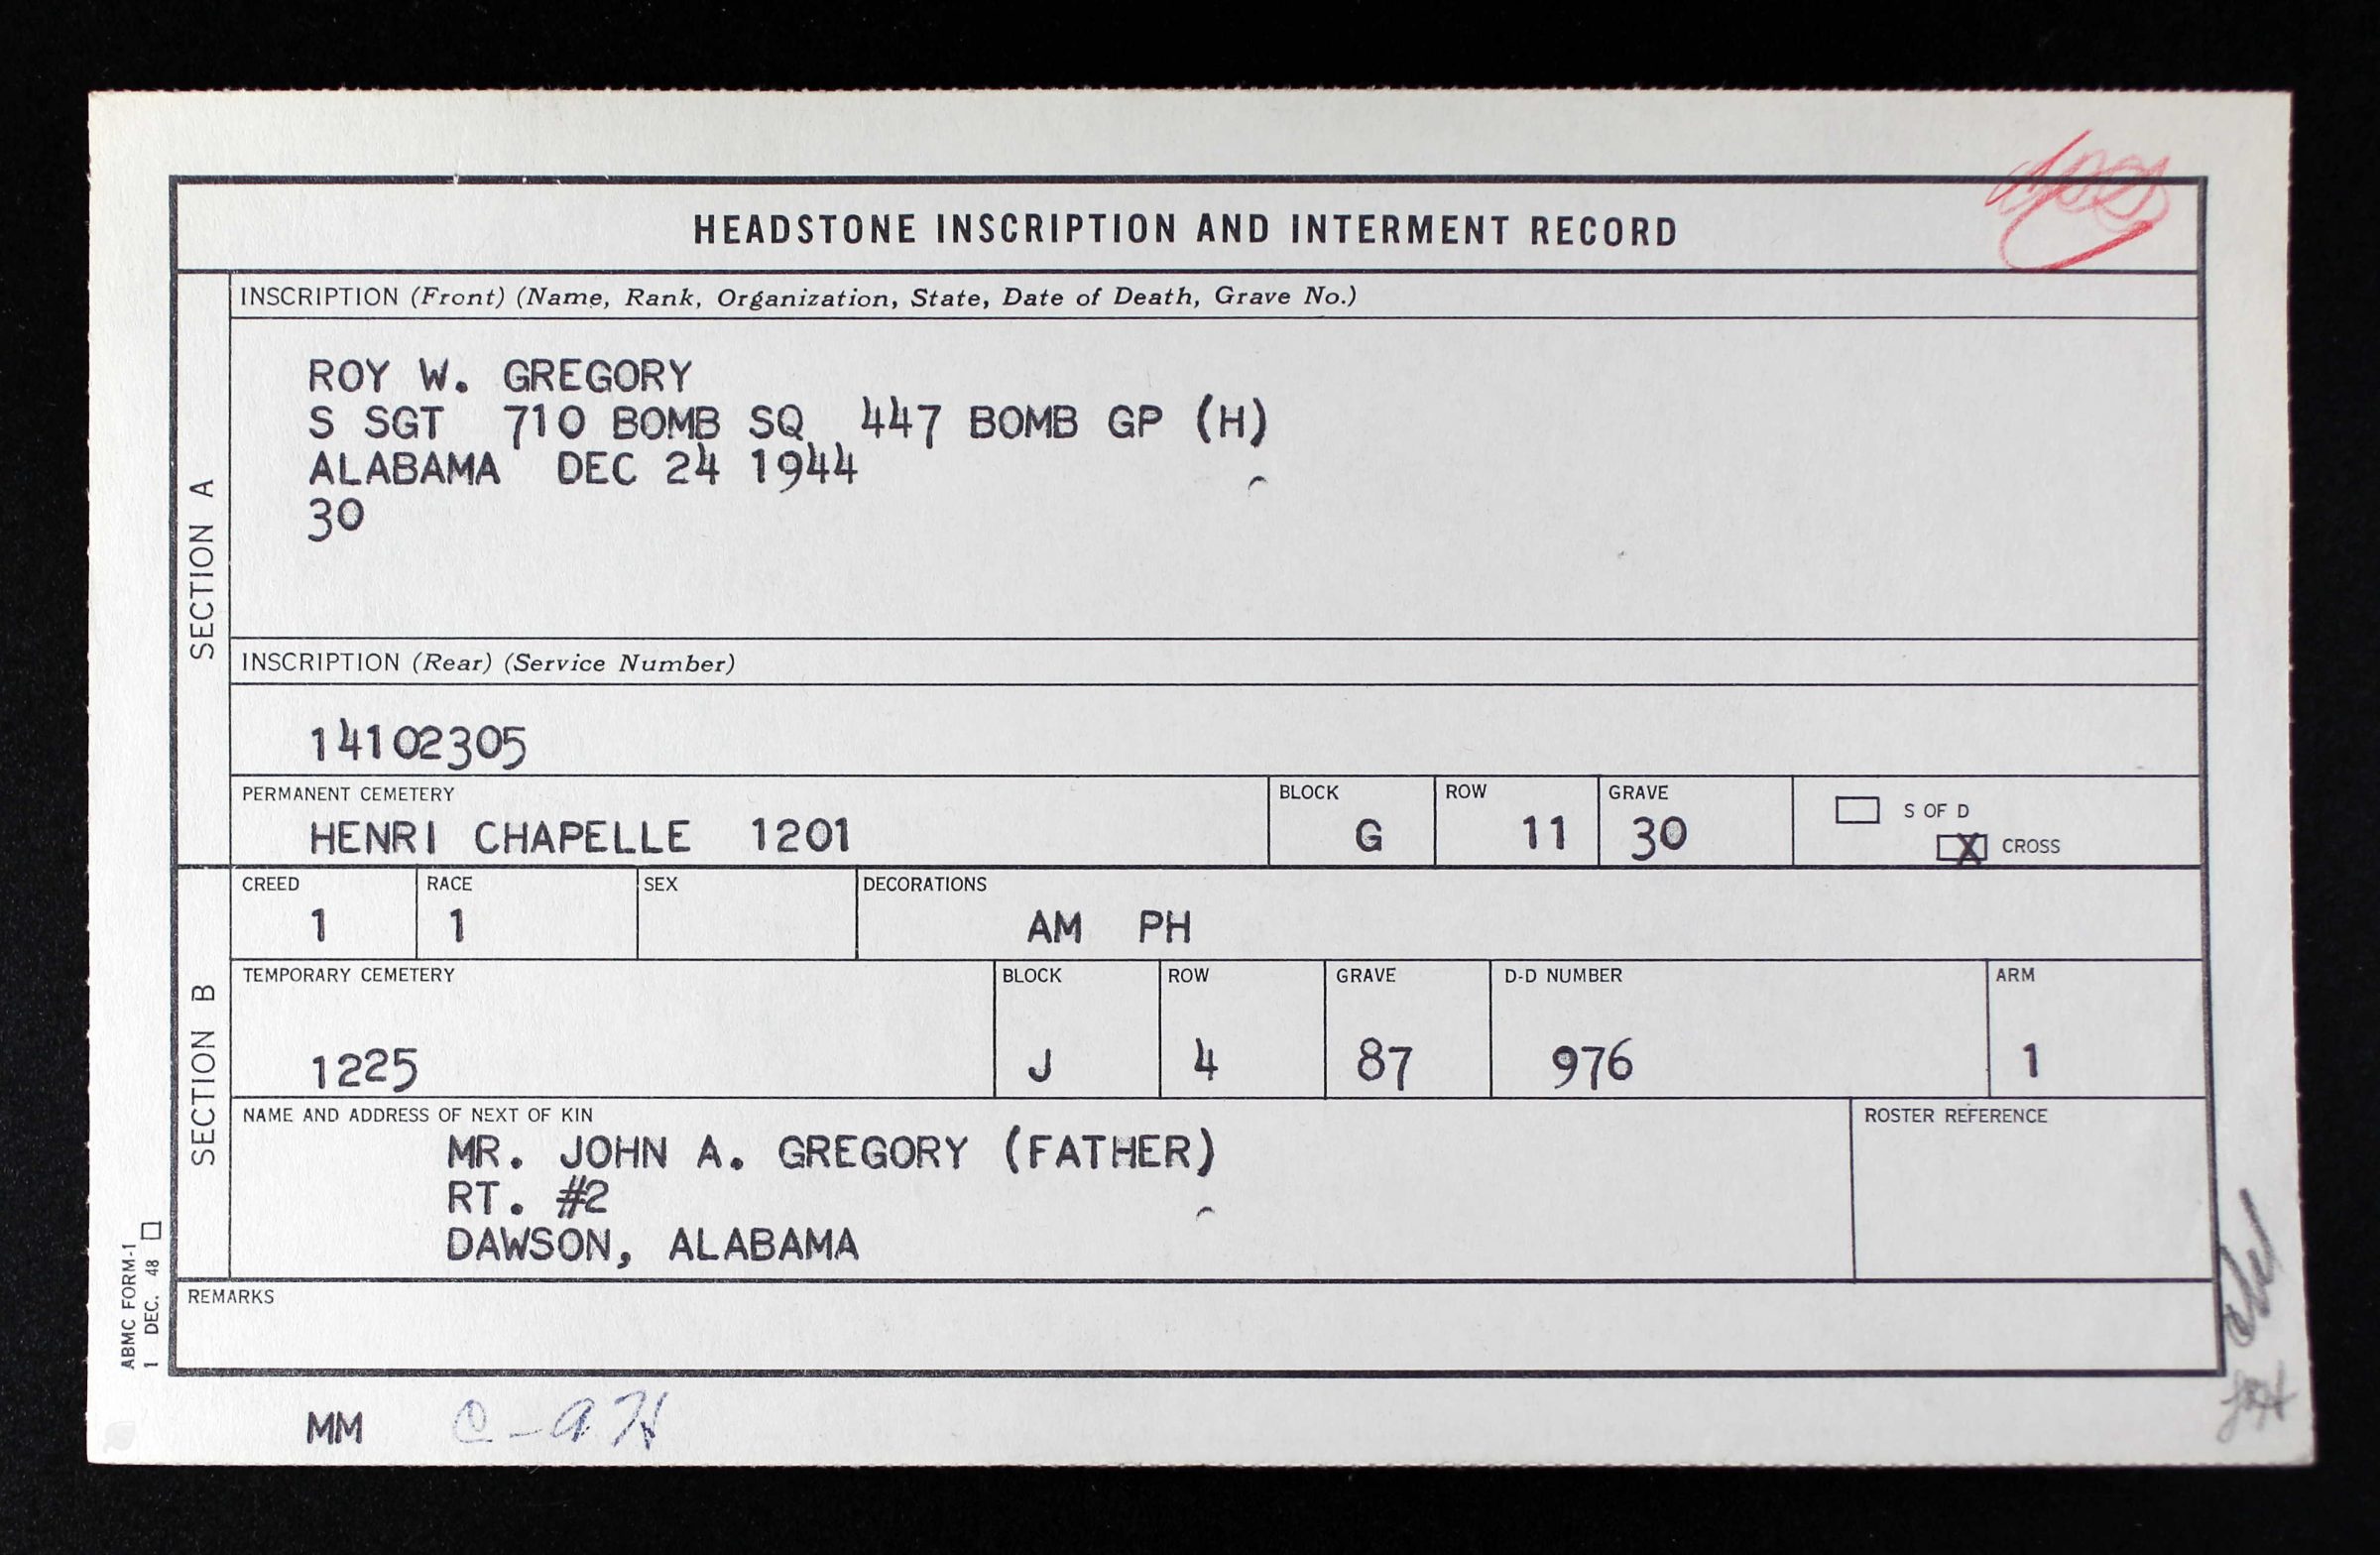 HEADSTONE INSCRIPTION AND INTERMENT RECORD
SECTION A
INSCRIPTION (Front) (Name, Rank, Organization, State, Date of Death, Grave No.)
ROY W. GREGORY
S SGT 710 BOMB SQ 447 BOMB GP (H)
ALABAMA DEC 24 1944
30
INSCRIPTION (Rear) (Service Number)
14102305
PERMANENT CEMETERY BLOCK ROW GRAVE
HENRI CHAPELLE 1201 G 11 30
S OF D
X CROSS
SECTION B
CREED RACE SEX DECORATIONS
1 1 AM PH
TEMPORARY CEMETERY BLOCK ROW GRAVE D-D NUMBER ARM
1225 J 4 87 976 1
NAME AND ADDRESS OF NEXT OF KIN ROSTER REFERENCE
MR. JOHN A. GREGORY (FATHER)
RT. #2
DAWSON, ALABAMA
REMARKS
ABMC FORM-1
1 DEC. 48
MM